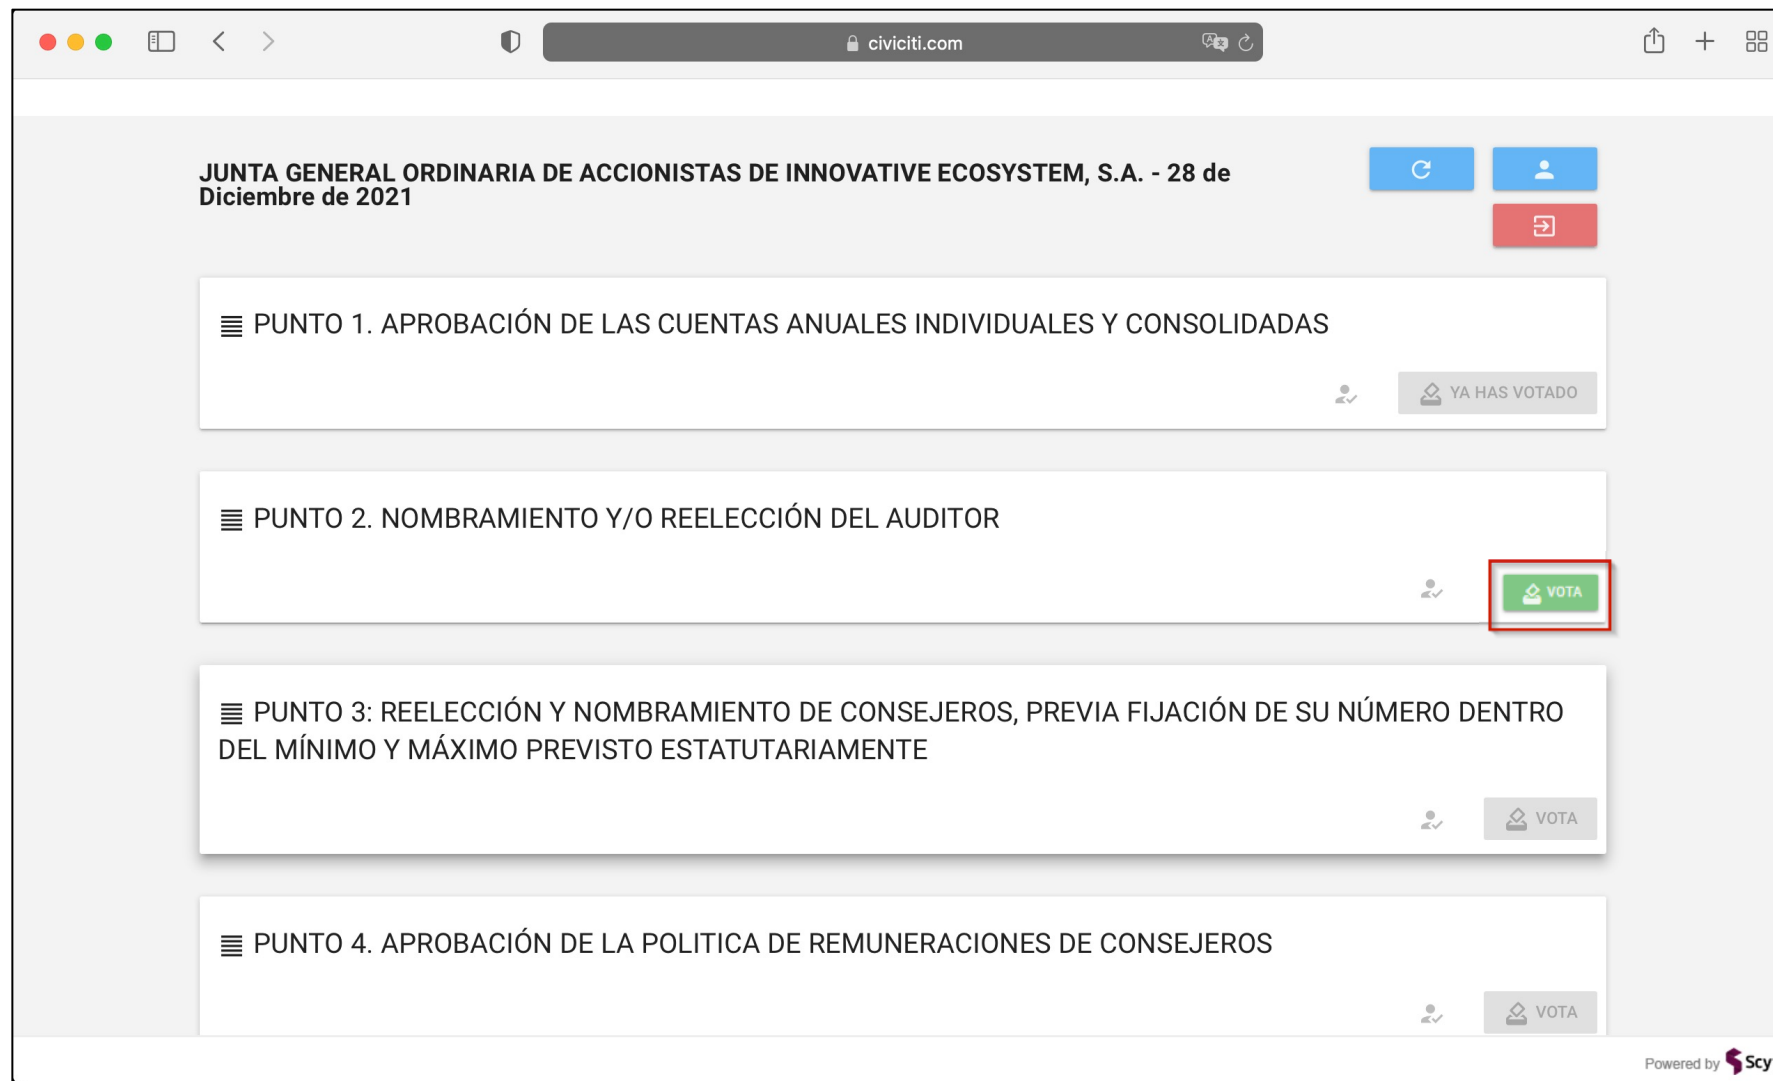 civiciti.com
JUNTA GENERAL ORDINARIA DE ACCIONISTAS DE INNOVATIVE ECOSYSTEM, S.A. - 28 de
Diciembre de 2021
PUNTO 1. APROBACIÓN DE LAS CUENTAS ANUALES INDIVIDUALES Y CONSOLIDADAS
YA HAS VOTADO
PUNTO 2. NOMBRAMIENTO Y/O REELECCIÓN DEL AUDITOR
VOTA
PUNTO 3: REELECCIÓN Y NOMBRAMIENTO DE CONSEJEROS, PREVIA FIJACIÓN DE SU NÚMERO DENTRO
DEL MÍNIMO Y MÁXIMO PREVISTO ESTATUTARIAMENTE
VOTA
PUNTO 4. APROBACIÓN DE LA POLITICA DE REMUNERACIONES DE CONSEJEROS
VOTA
Powered by Scy